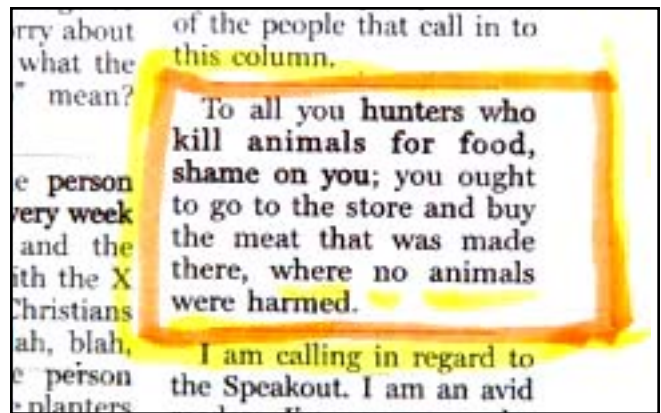 rry about
what the
" mean?
e person
very week
and the
ith the X
Christians
ah, blah,
e person
planters
of the people that call in to
this column.
To all you hunters who
kill animals for food,
shame on you; you ought
to go to the store and buy
the meat that was made
there, where no animals
were harmed.
I am calling in regard to
the Speakout. I am an avid